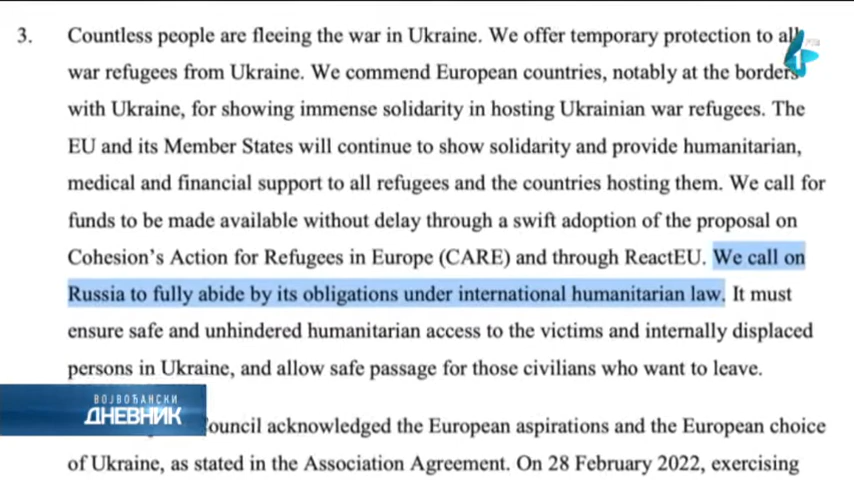 3. Countless people are fleeing the war in Ukraine. We offer temporary protection to all
war refugees from Ukraine. We commend European countries, notably at the borders
with Ukraine, for showing immense solidarity in hosting Ukrainian war refugees. The
EU and its Member States will continue to show solidarity and provide humanitarian,
medical and financial support to all refugees and the countries hosting them. We call for
funds to be made available without delay through a swift adoption of the proposal on
Cohesion's Action for Refugees in Europe (CARE) and through ReactEU. We call on
Russia to fully abide by its obligations under international humanitarian law. It must
ensure safe and unhindered humanitarian access to the victims and internally displaced
persons in Ukraine, and allow safe passage for those civilians who want to leave.
ВОЈВОЂАНСКИ
ДНЕВНИК
ouncil acknowledged the European aspirations and the European choice
of Ukraine, as stated in the Association Agreement. On 28 February 2022, exercising